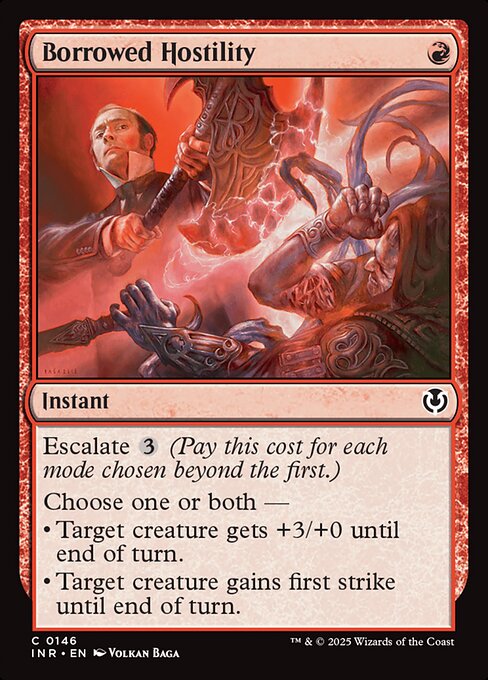 Borrowed Hostility
Instant
Escalate 3 (Pay this cost for each
mode chosen beyond the first.)
Choose one or both —
• Target creature gets +3/+0 until
end of turn.
• Target creature gains first strike
until end of turn.
C 0146
™ & © 2025 Wizards of the Coast
INR • EN Volkan Baga